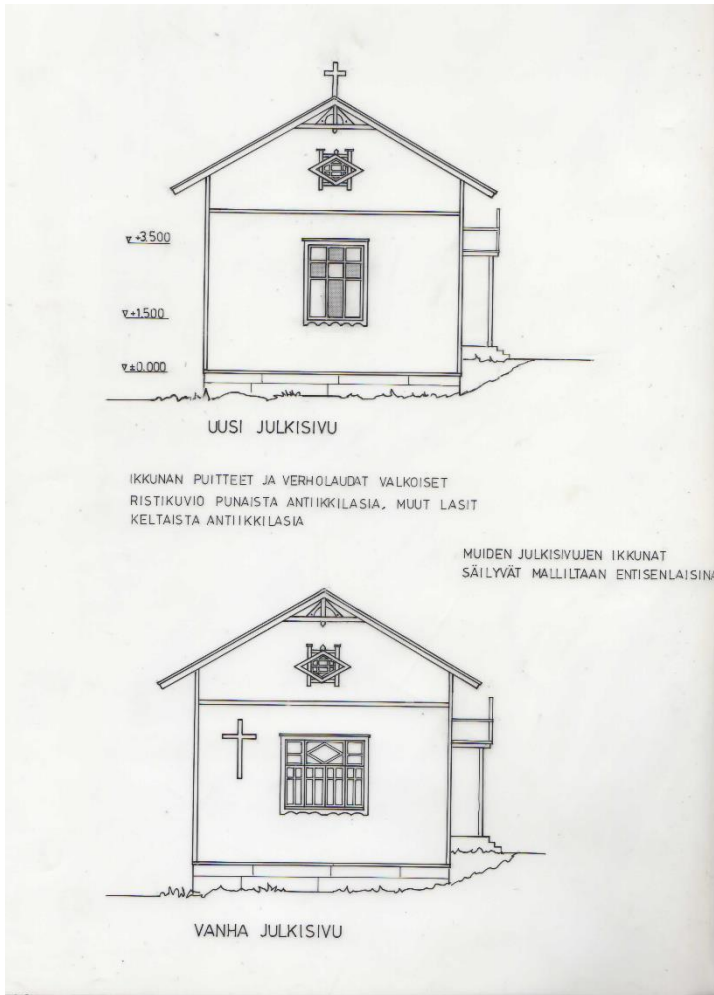 +3.500
+1.500
±0.000
UUSI JULKISIVU
IKKUNAN PUITTEET JA VERHOLAUDAT VALKOISET
RISTIKUVIO PUNAISTA ANTIIKKILASIA, MUUT LASIT
KELTAISTA ANTIIKKILASIA
MUIDEN JULKISIVUJEN IKKUNAT
SÄILYVÄT MALLILTAAN ENTISENLAISINA
VANHA JULKISIVU